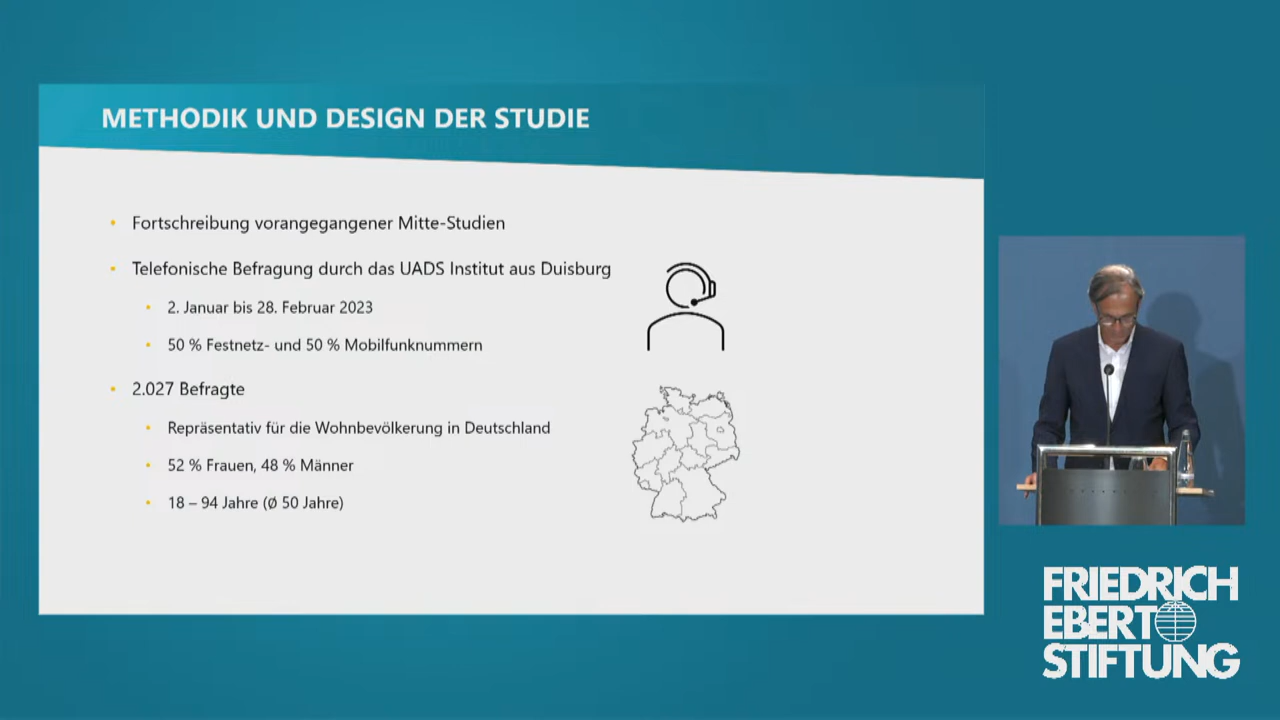 METHODIK UND DESIGN DER STUDIE
Fortschreibung vorangegangener Mitte-Studien
Telefonische Befragung durch das UADS Institut aus Duisburg
2. Januar bis 28. Februar 2023
50 % Festnetz- und 50 % Mobilfunknummern
2.027 Befragte
Repräsentativ für die Wohnbevölkerung in Deutschland
52 % Frauen, 48 % Männer
18 – 94 Jahre (Ø 50 Jahre)
FRIEDRICH
EBERT
STIFTUNG